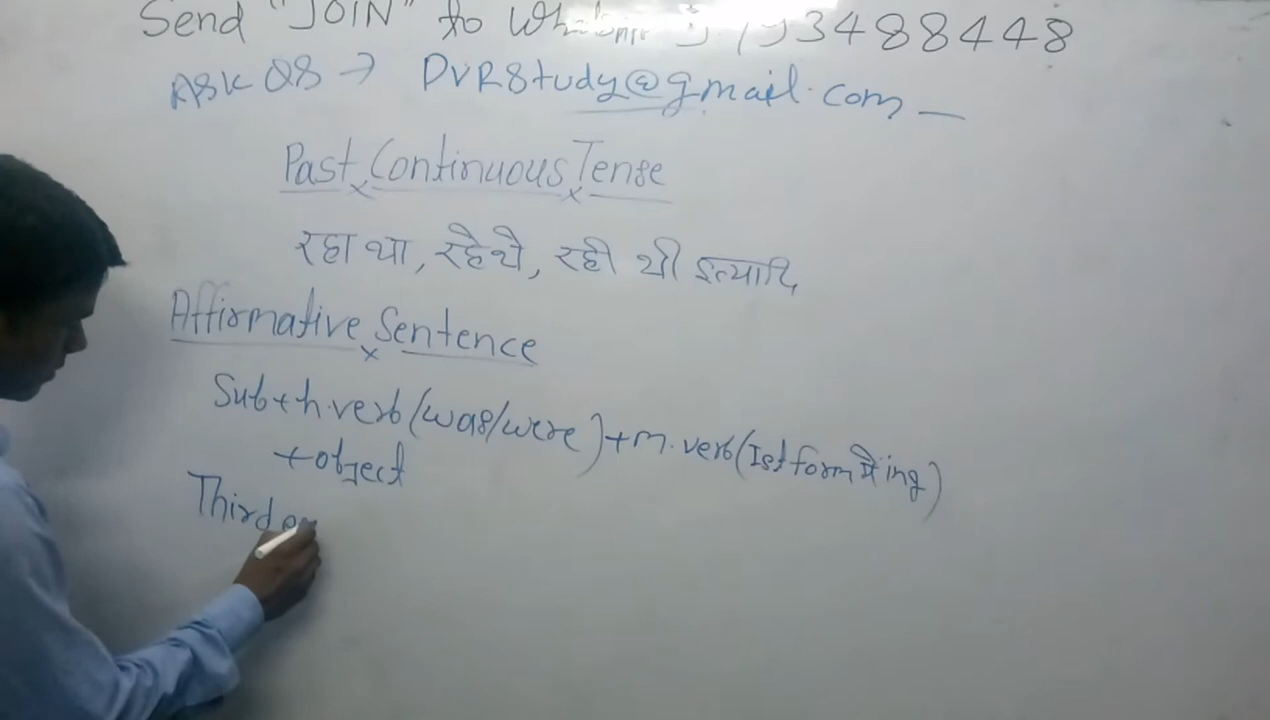 Send "JOIN" to
ASK QS → DVRStudy@gmail.com
Past Continuous Tense
रहा था, रहे थे, रही थी इत्यादि
Affirmative Sentence
Sub+h.verb(was/were)+m.verb(Ist form में ing)
+object
Third